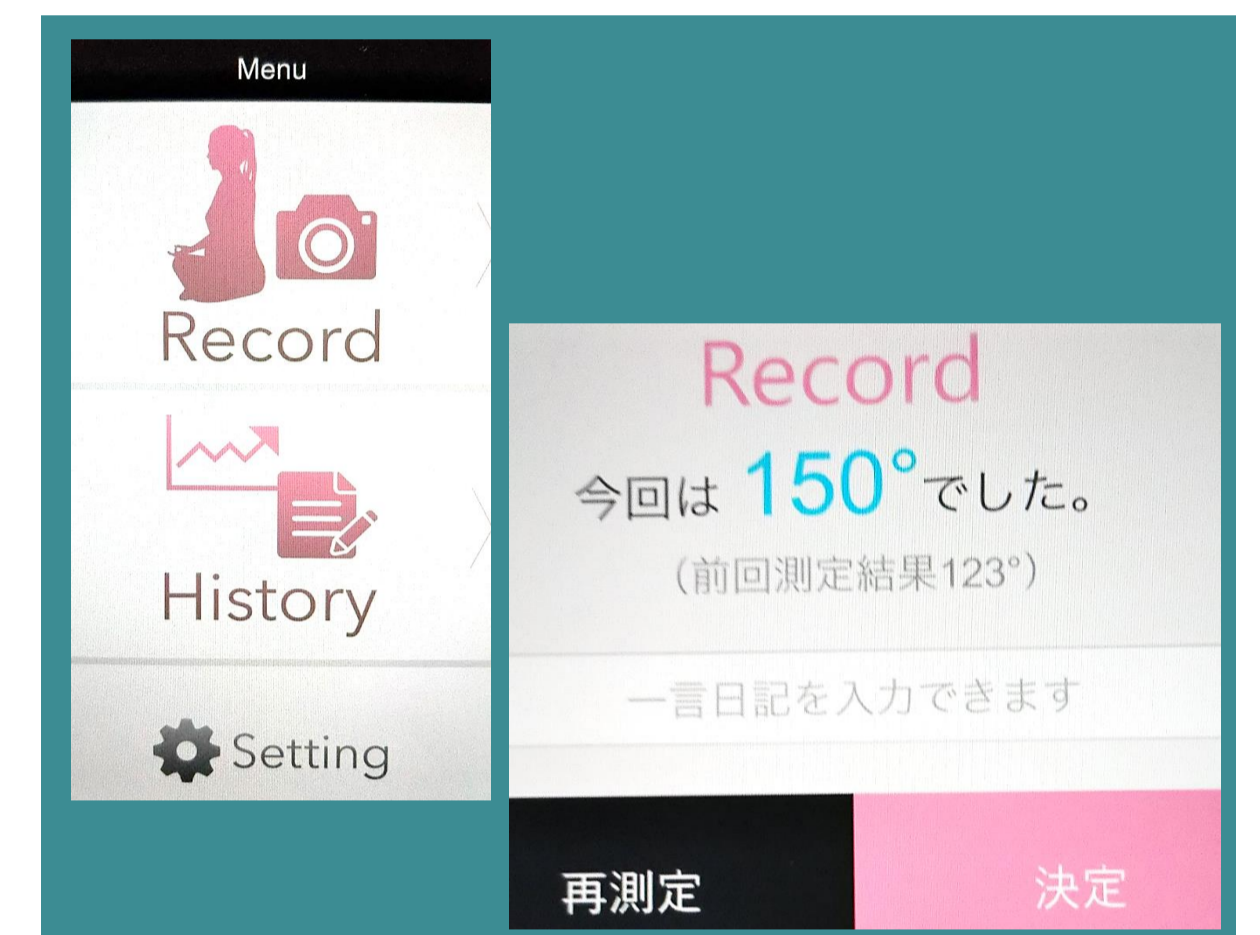 Menu
Record
History
Setting
Record
今回は 150°でした。
（前回測定結果123°）
一言日記を入力できます
再測定
決定